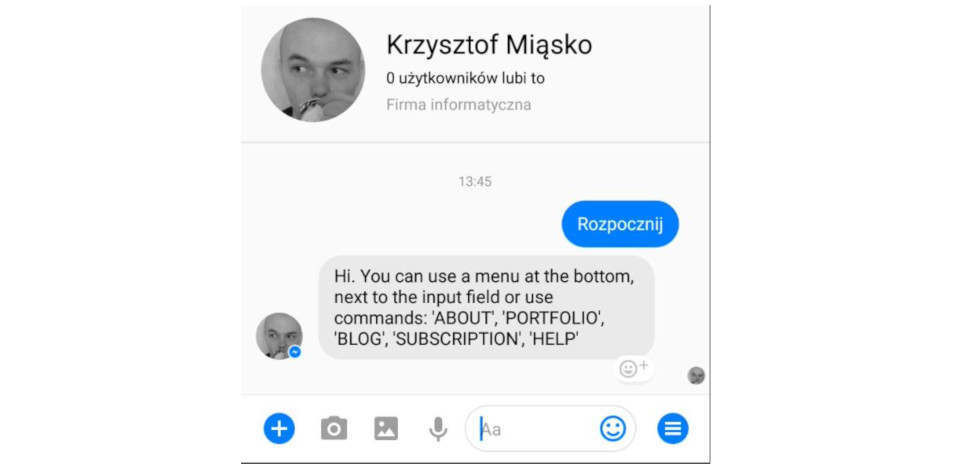 Krzysztof Miąsko
0 użytkowników lubi to
Firma informatyczna
13:45
Rozpocznij
Hi. You can use a menu at the bottom,
next to the input field or use
commands: 'ABOUT', 'PORTFOLIO',
'BLOG', 'SUBSCRIPTION', 'HELP'
Aa